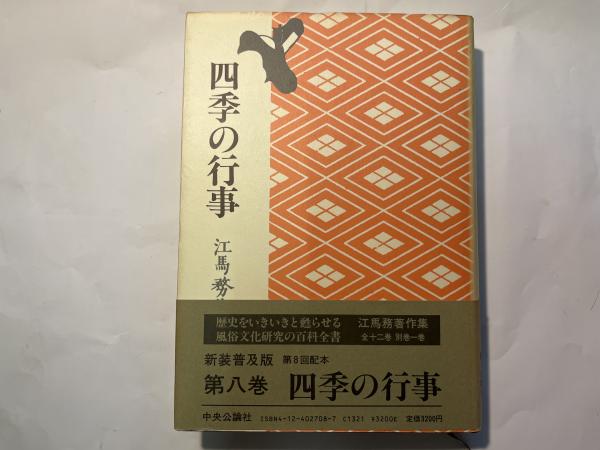 四季の行事
江馬務
歴史をいきいきと甦らせる
風俗文化研究の百科全書
江馬務著作集
全十二巻 別巻一巻
新装普及版 第8回配本
第八巻 四季の行事
中央公論社 ISBN4-12-402708-7 C1321 ¥3200E 定価3200円